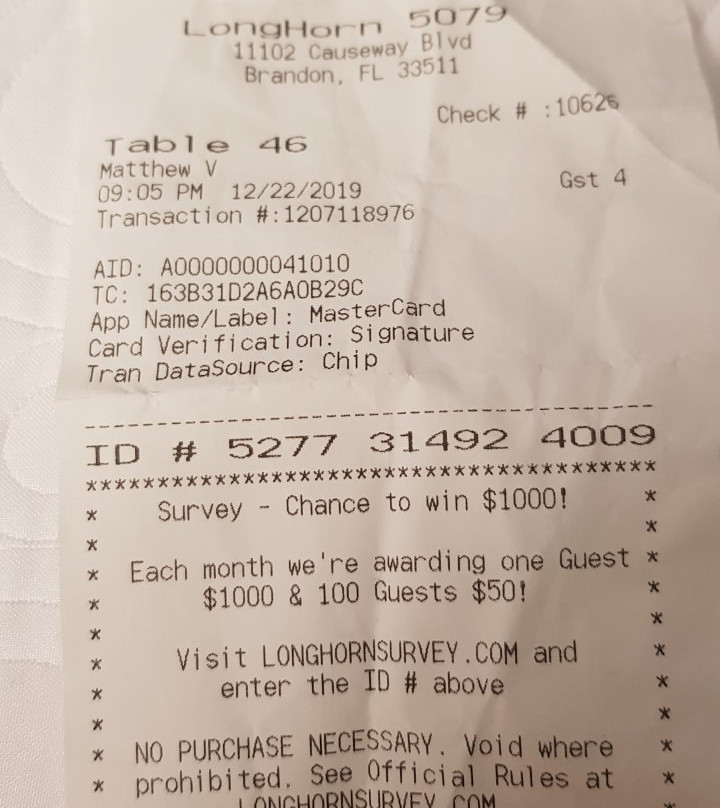 LongHorn 5079
11102 Causeway Blvd
Brandon, FL 33511
Check # :10626
Table 46
Matthew V
09:05 PM 12/22/2019
Gst 4
Transaction #:1207118976
AID: A0000000041010
TC: 163B31D2A6A0B29C
App Name/Label: MasterCard
Card Verification: Signature
Tran DataSource: Chip
---------------------------------------
ID # 5277 31492 4009
****************************************
* Survey - Chance to win $1000! *
* *
* Each month we're awarding one Guest *
* $1000 & 100 Guests $50! *
* *
* Visit LONGHORNSURVEY.COM and *
* enter the ID # above *
* *
* NO PURCHASE NECESSARY. Void where *
* prohibited. See Official Rules at *
LONGHORNSURVEY.COM